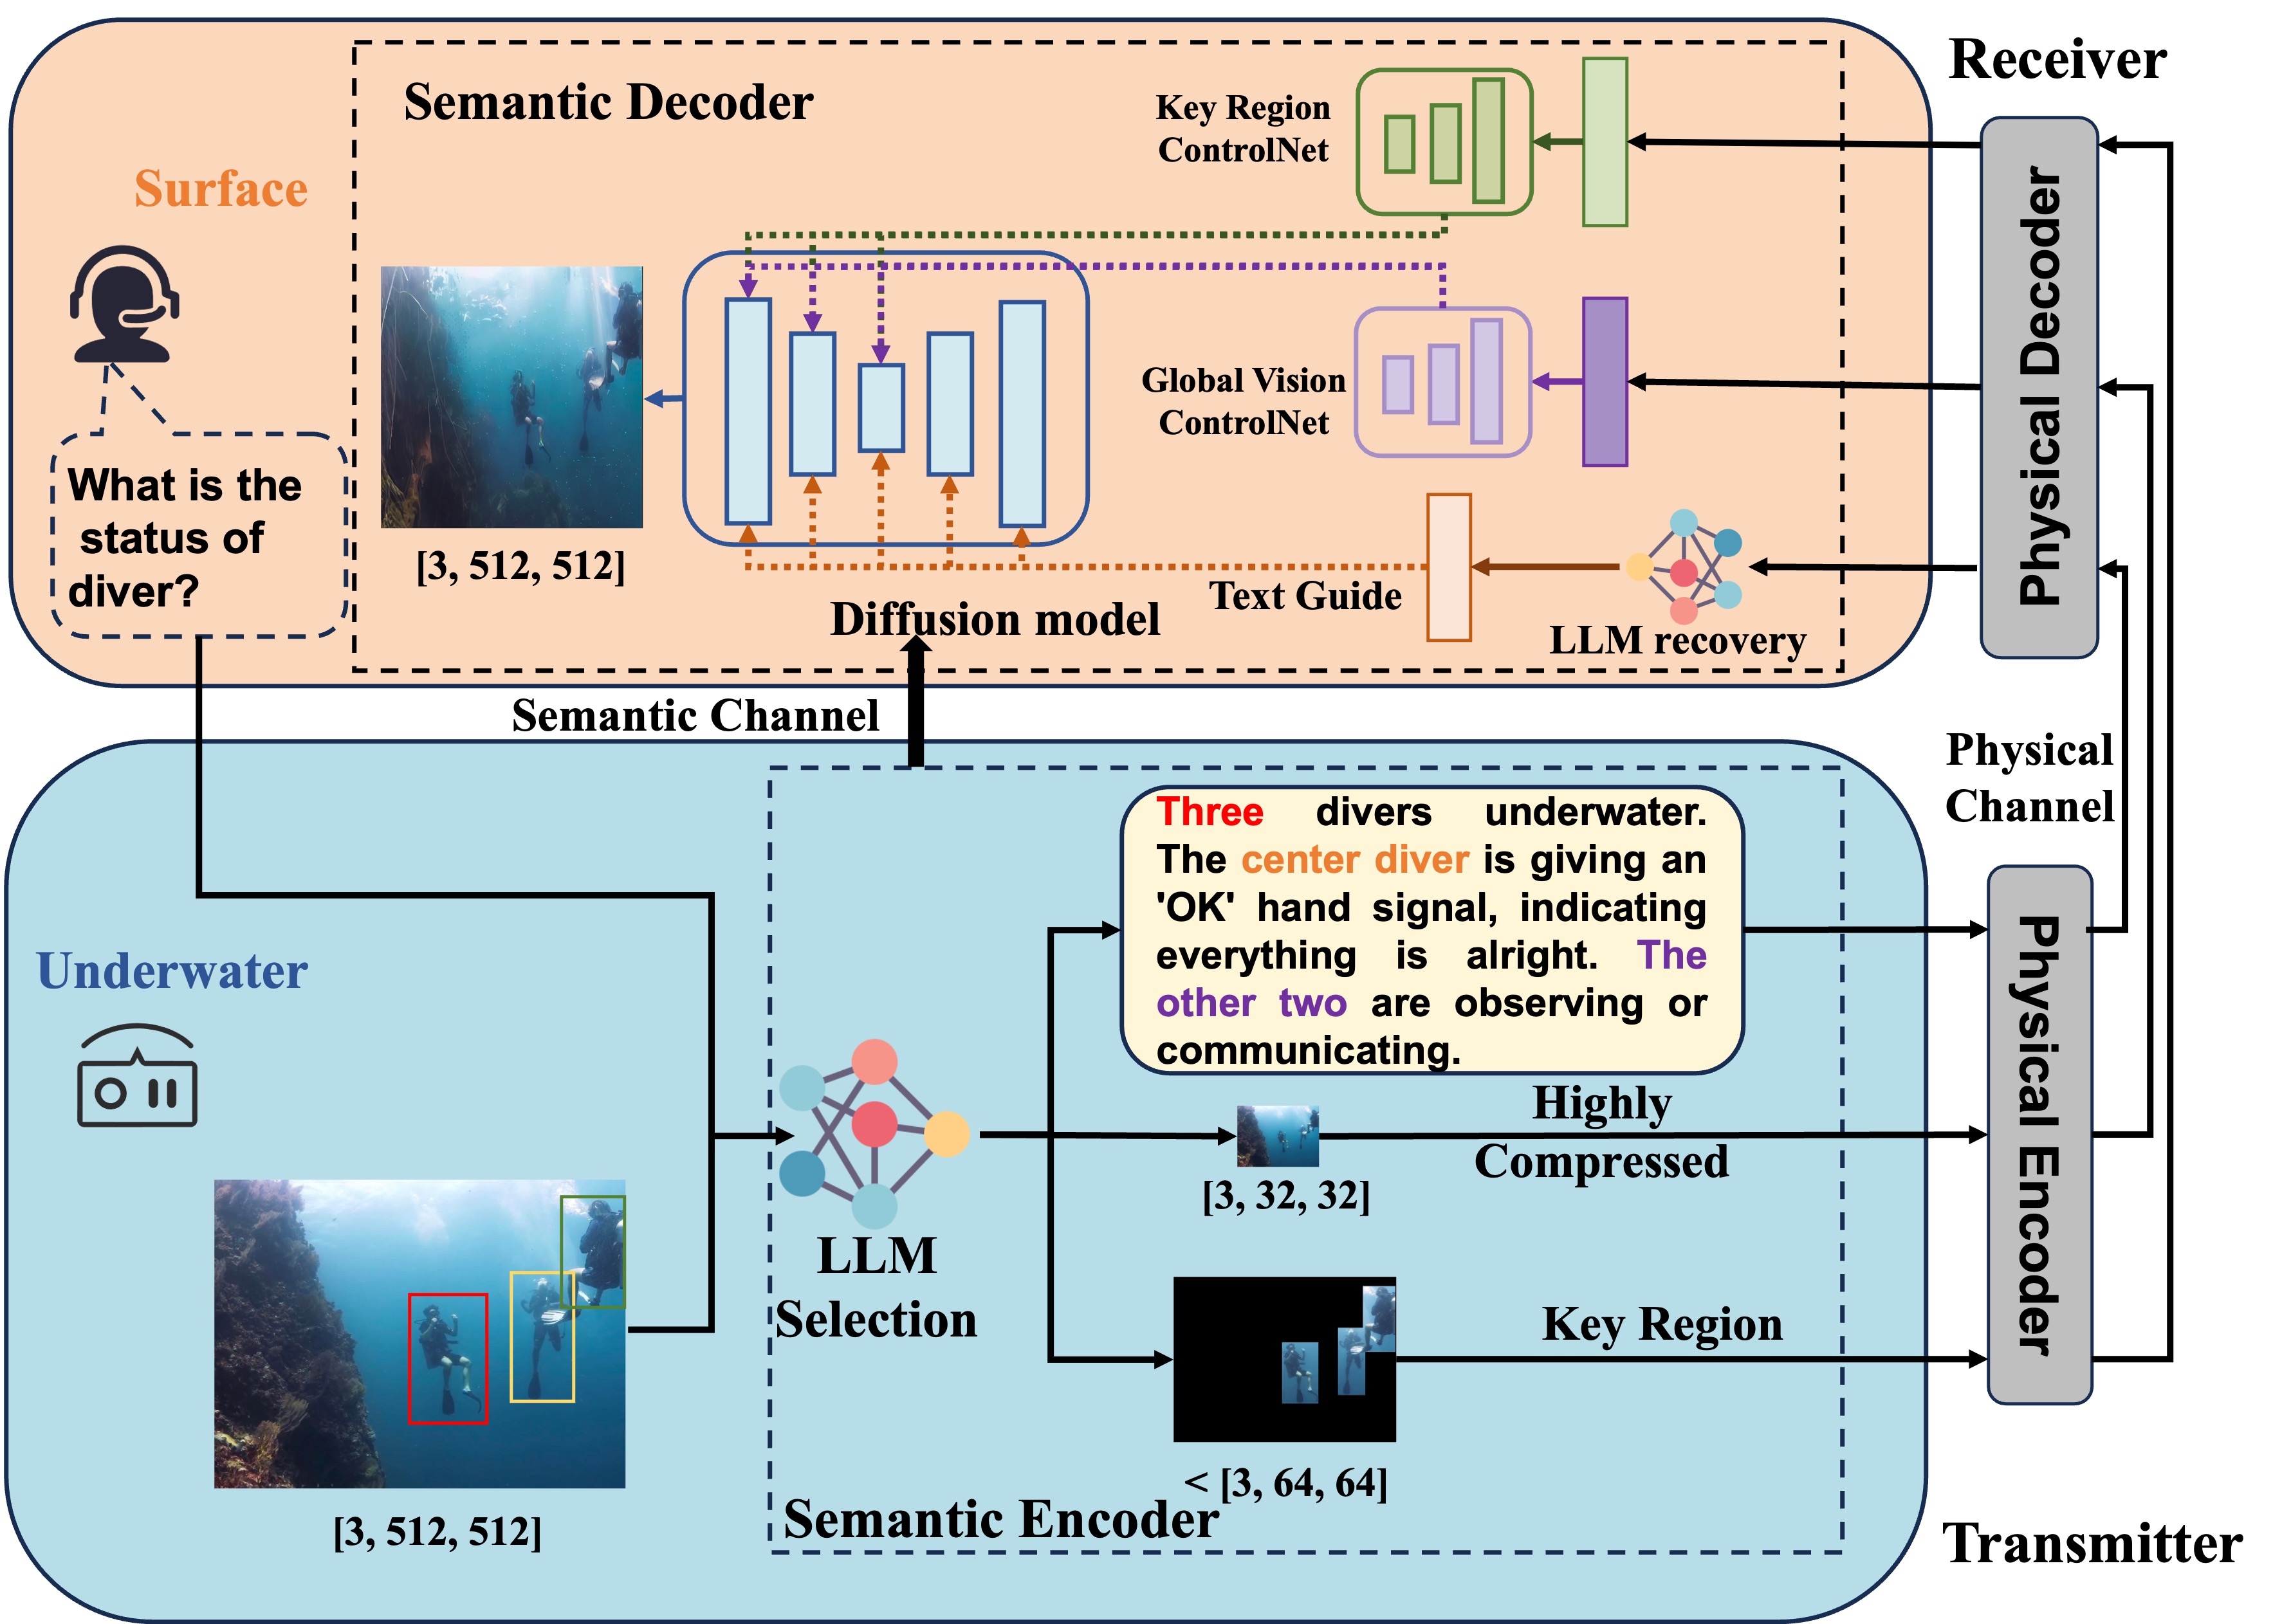 Receiver
Semantic Decoder
Key Region
ControlNet
Surface
Physical Decoder
Global Vision
ControlNet
What is the
status of
diver?
[3, 512, 512]
Text Guide
Diffusion model
LLM recovery
Semantic Channel
Physical
Channel
Three divers underwater.
The center diver is giving an
'OK' hand signal, indicating
everything is alright. The
other two are observing or
communicating.
Underwater
Physical Encoder
Highly
Compressed
[3, 32, 32]
LLM
Selection
Key Region
< [3, 64, 64]
Semantic Encoder
[3, 512, 512]
Transmitter